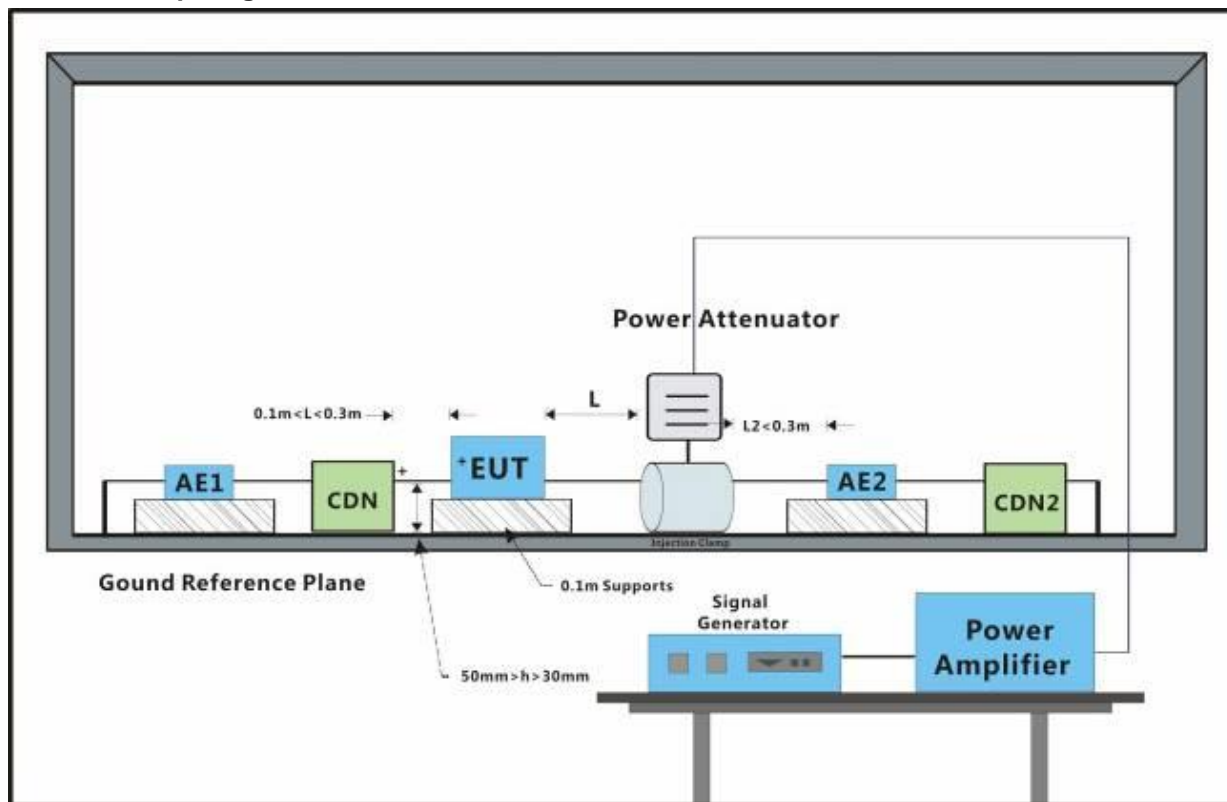 Power Attenuator
0.1m<L<0.3m
L
L2<0.3m
AE1
CDN
+
+EUT
AE2
CDN2
Injection Clamp
Gound Reference Plane
0.1m Supports
50mm>h>30mm
Signal
Generator
Power
Amplifier